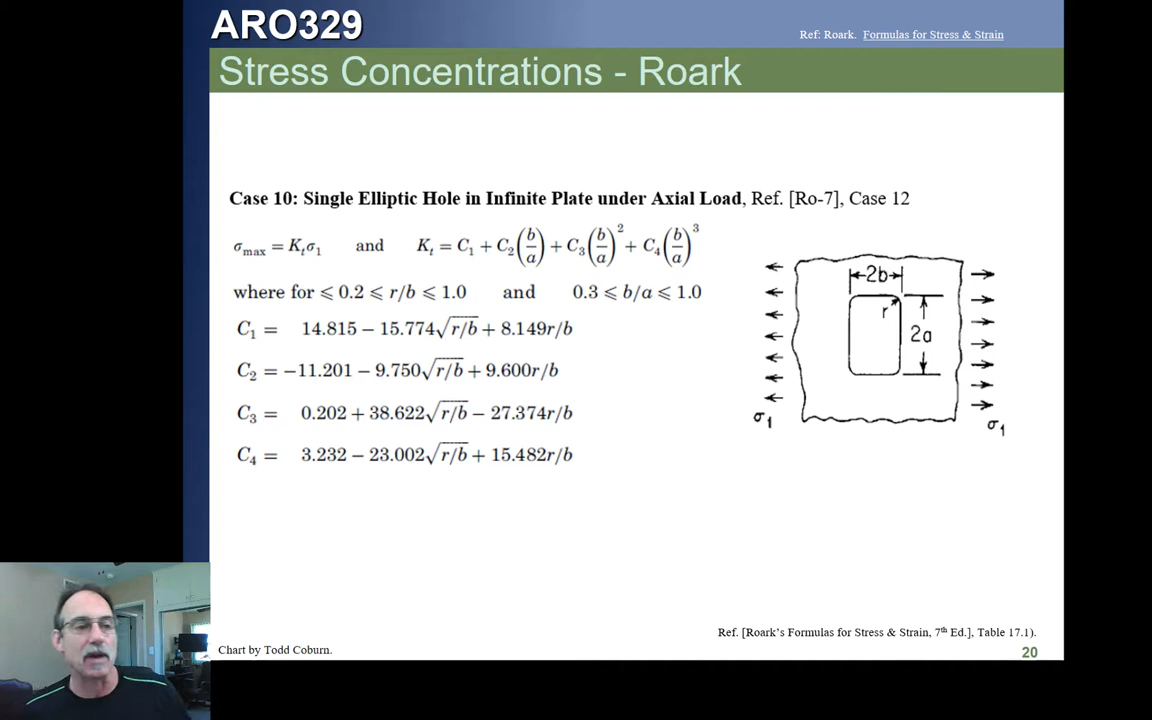 ARO329
Ref: Roark. Formulas for Stress & Strain
Stress Concentrations - Roark
Case 10: Single Elliptic Hole in Infinite Plate under Axial Load, Ref. [Ro-7], Case 12
σmax = Ktσ1 and Kt = C1 + C2(b/a) + C3(b/a)² + C4(b/a)³
where for ⩽ 0.2 ⩽ r/b ⩽ 1.0 and 0.3 ⩽ b/a ⩽ 1.0
C1 = 14.815 − 15.774√r/b + 8.149r/b
C2 = −11.201 − 9.750√r/b + 9.600r/b
C3 = 0.202 + 38.622√r/b − 27.374r/b
C4 = 3.232 − 23.002√r/b + 15.482r/b
2b
r
2a
σ1
σ1
Ref. [Roark's Formulas for Stress & Strain, 7th Ed.], Table 17.1).
Chart by Todd Coburn.
20